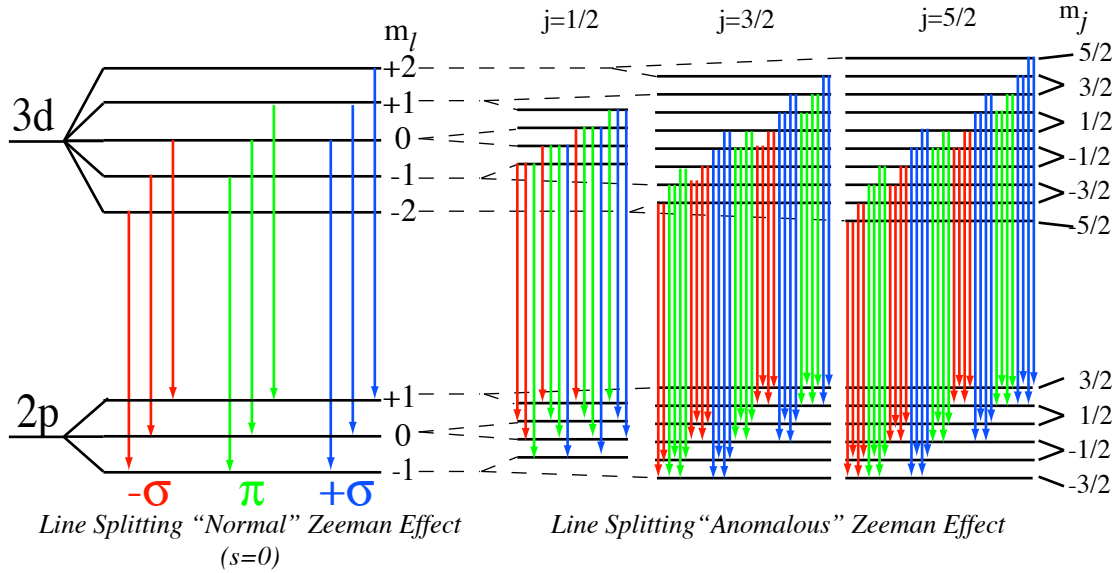 j=1/2 j=3/2 j=5/2 mj
ml
+2
+1
3d 0
-1
-2
5/2
3/2
1/2
-1/2
-3/2
-5/2
+1
2p 0
-1
3/2
1/2
-1/2
-3/2
-σ π +σ
Line Splitting “Normal” Zeeman Effect
(s=0)
Line Splitting“Anomalous” Zeeman Effect